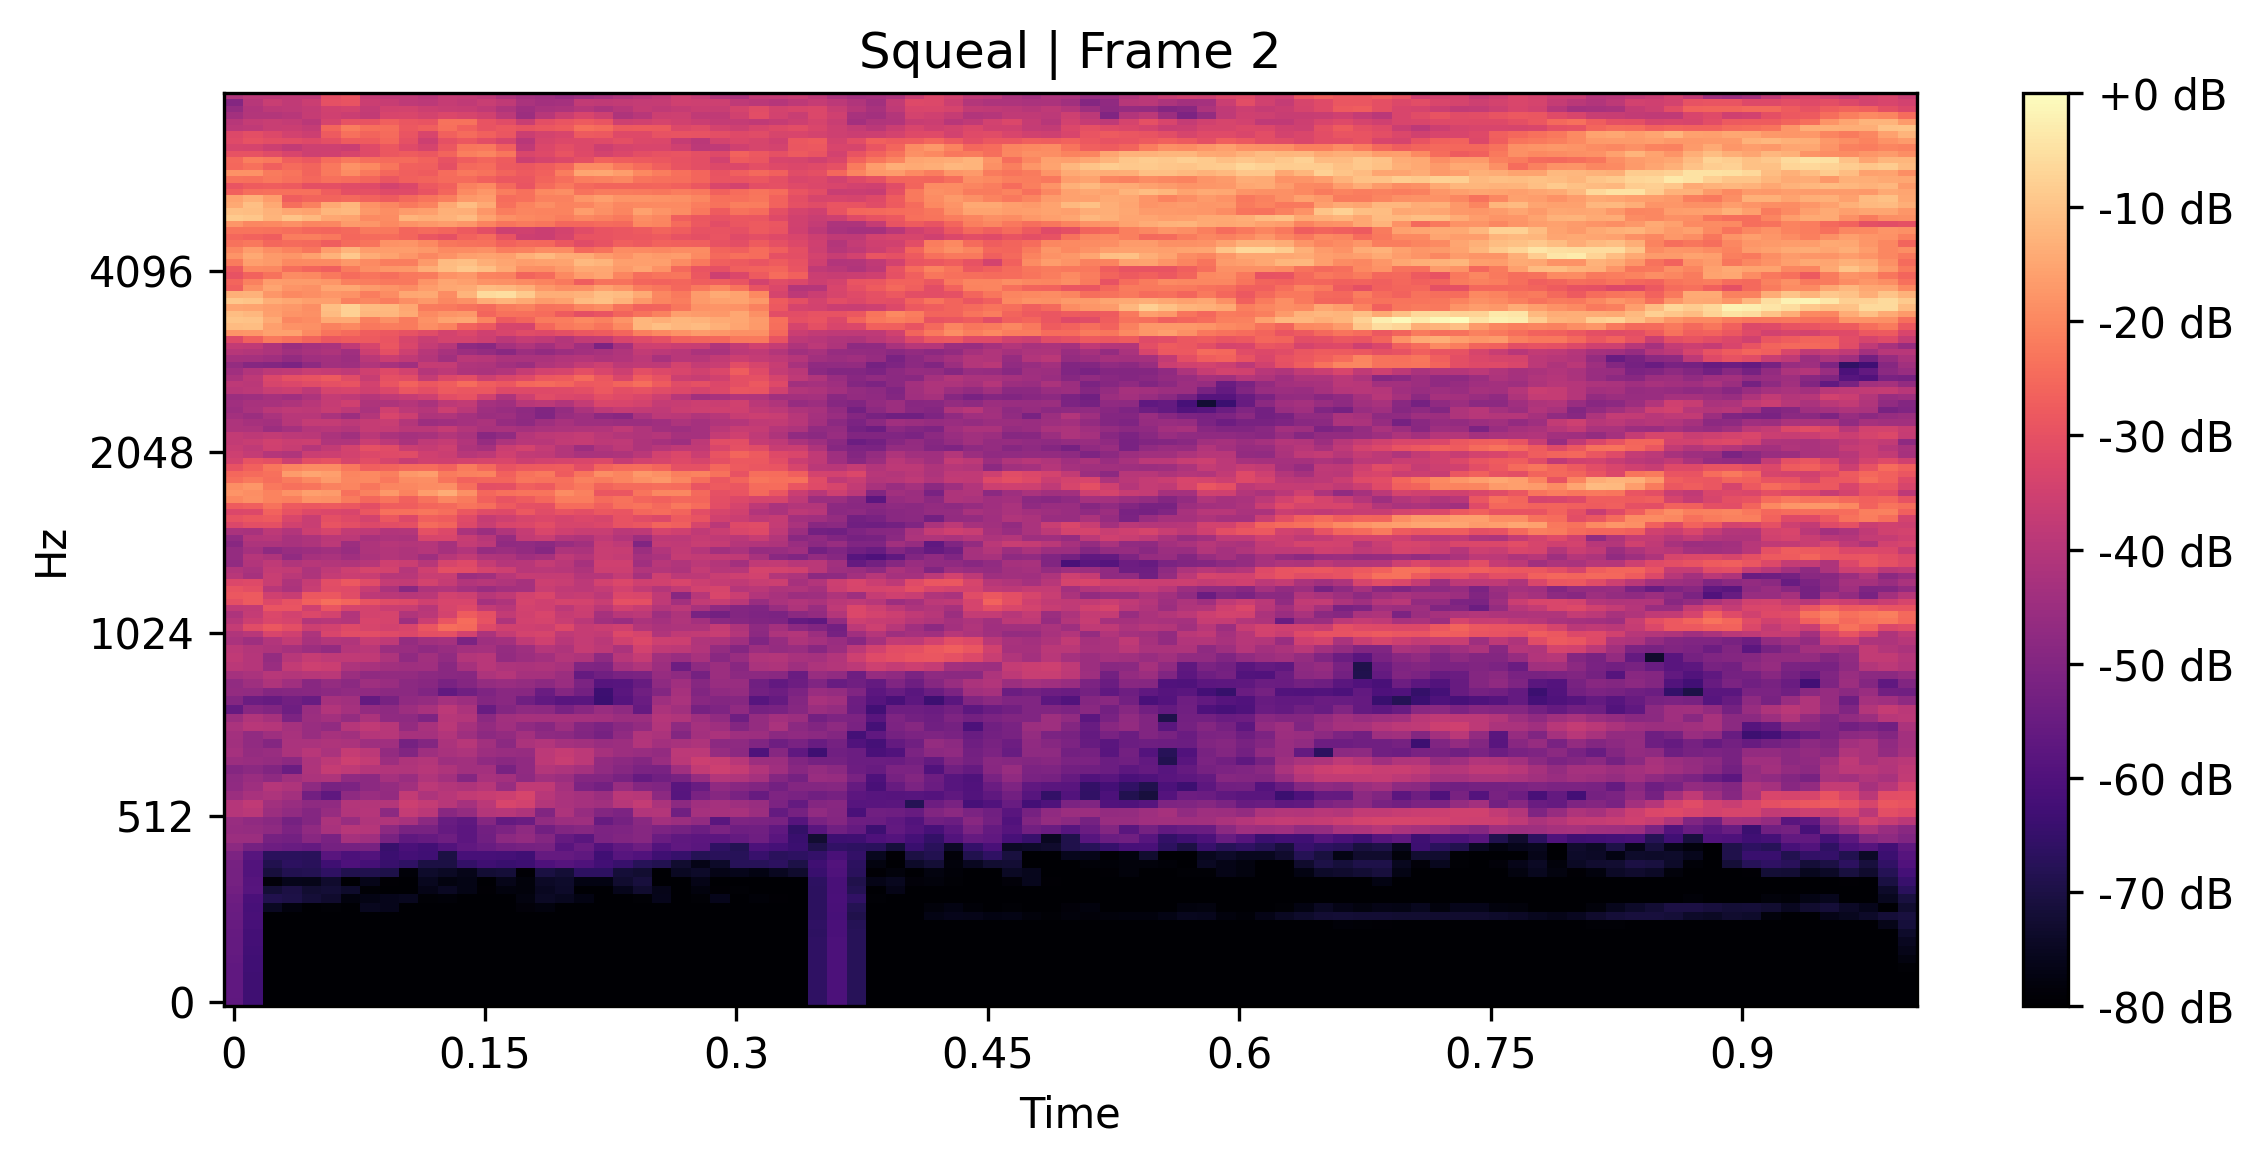 Squeal | Frame 2
+0 dB
-10 dB
-20 dB
-30 dB
-40 dB
-50 dB
-60 dB
-70 dB
-80 dB
Hz
4096
2048
1024
512
0
0 0.15 0.3 0.45 0.6 0.75 0.9
Time